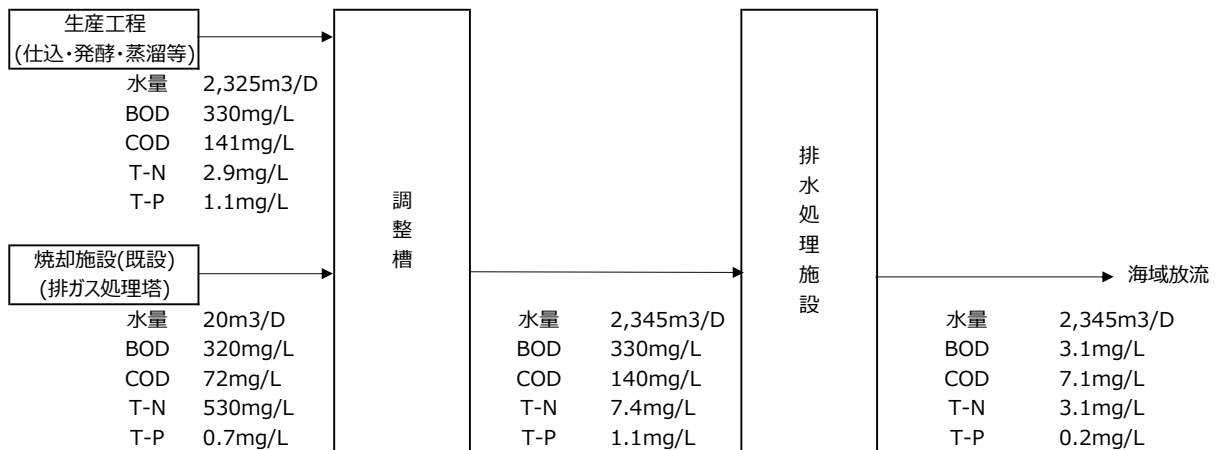 生産工程
(仕込・発酵・蒸溜等)
水量 2,325m3/D
BOD 330mg/L
COD 141mg/L
T-N 2.9mg/L
T-P 1.1mg/L
焼却施設(既設)
(排ガス処理塔)
水量 20m3/D
BOD 320mg/L
COD 72mg/L
T-N 530mg/L
T-P 0.7mg/L
調整槽
水量 2,345m3/D
BOD 330mg/L
COD 140mg/L
T-N 7.4mg/L
T-P 1.1mg/L
排水処理施設
海域放流
水量 2,345m3/D
BOD 3.1mg/L
COD 7.1mg/L
T-N 3.1mg/L
T-P 0.2mg/L